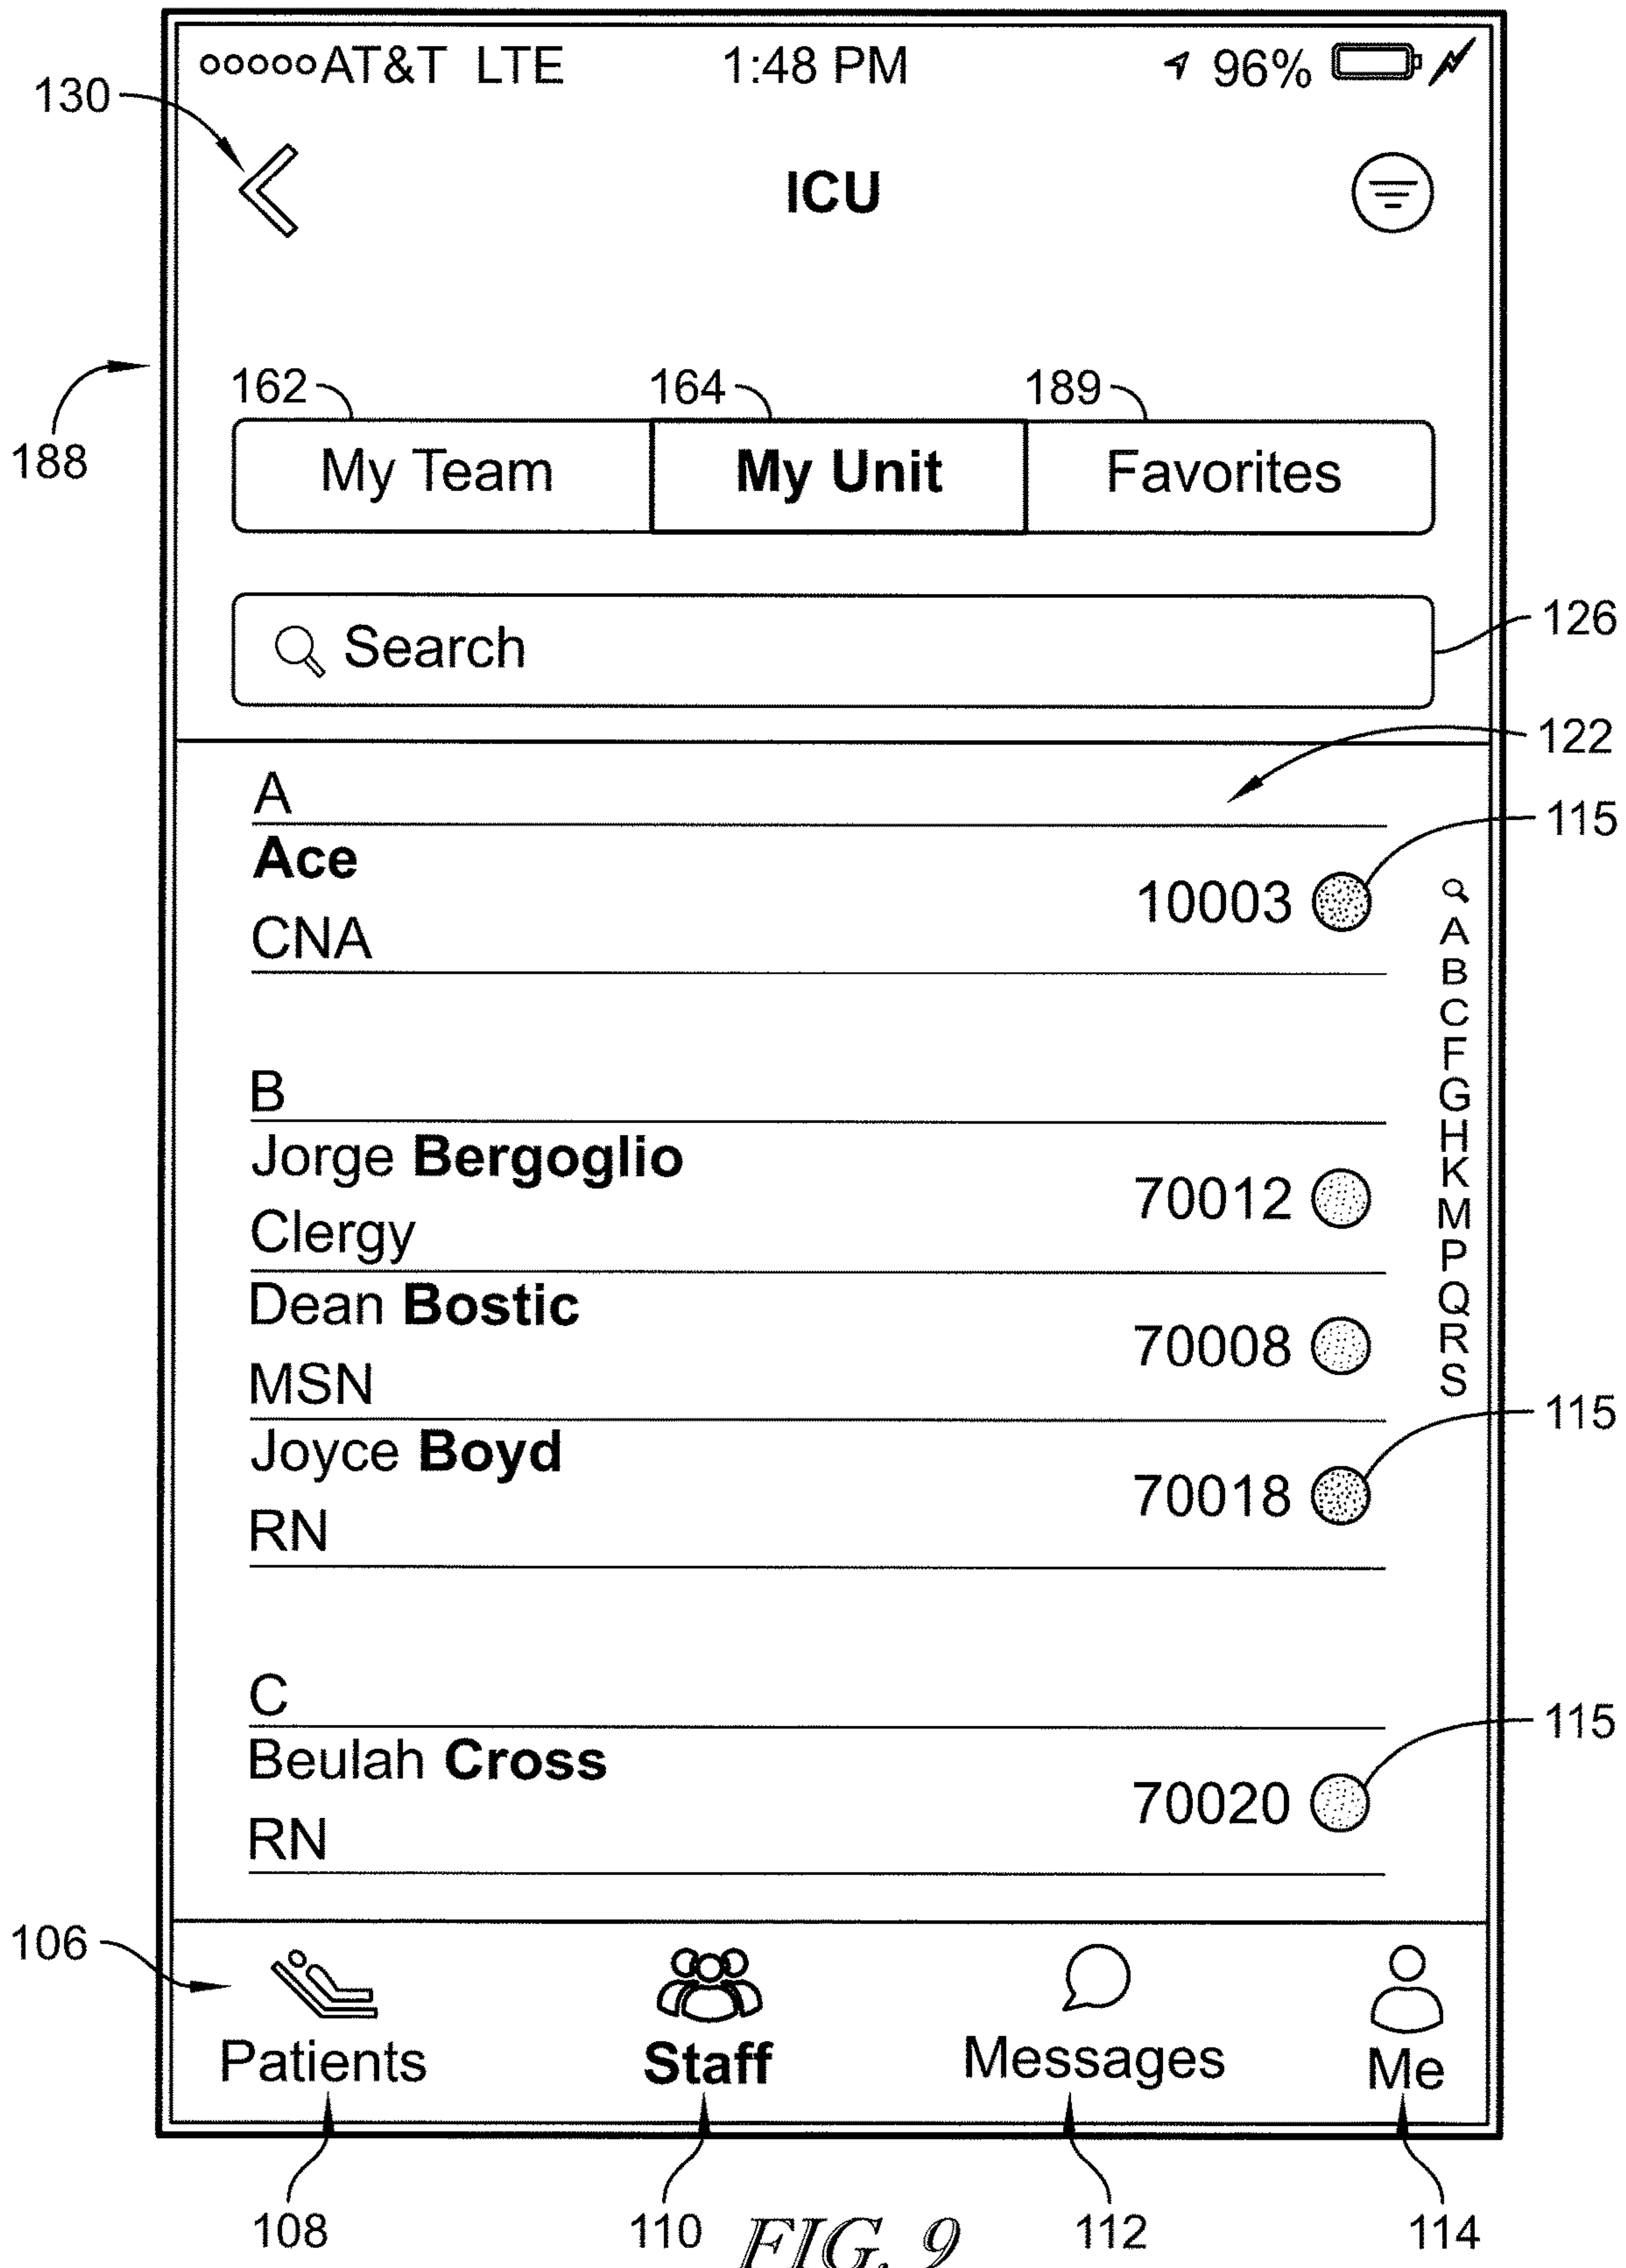 ooooo AT&T LTE 1:48 PM 96%
130
ICU
188
162 164 189
My Team My Unit Favorites
Search
126
122
A
115
Ace
10003
CNA
A
B
C
F
G
H
K
M
P
Q
R
S
B
Jorge Bergoglio
70012
Clergy
Dean Bostic
70008
MSN
115
Joyce Boyd
70018
RN
C
115
Beulah Cross
70020
RN
106
Patients Staff Messages Me
108 110 112 114
FIG. 9